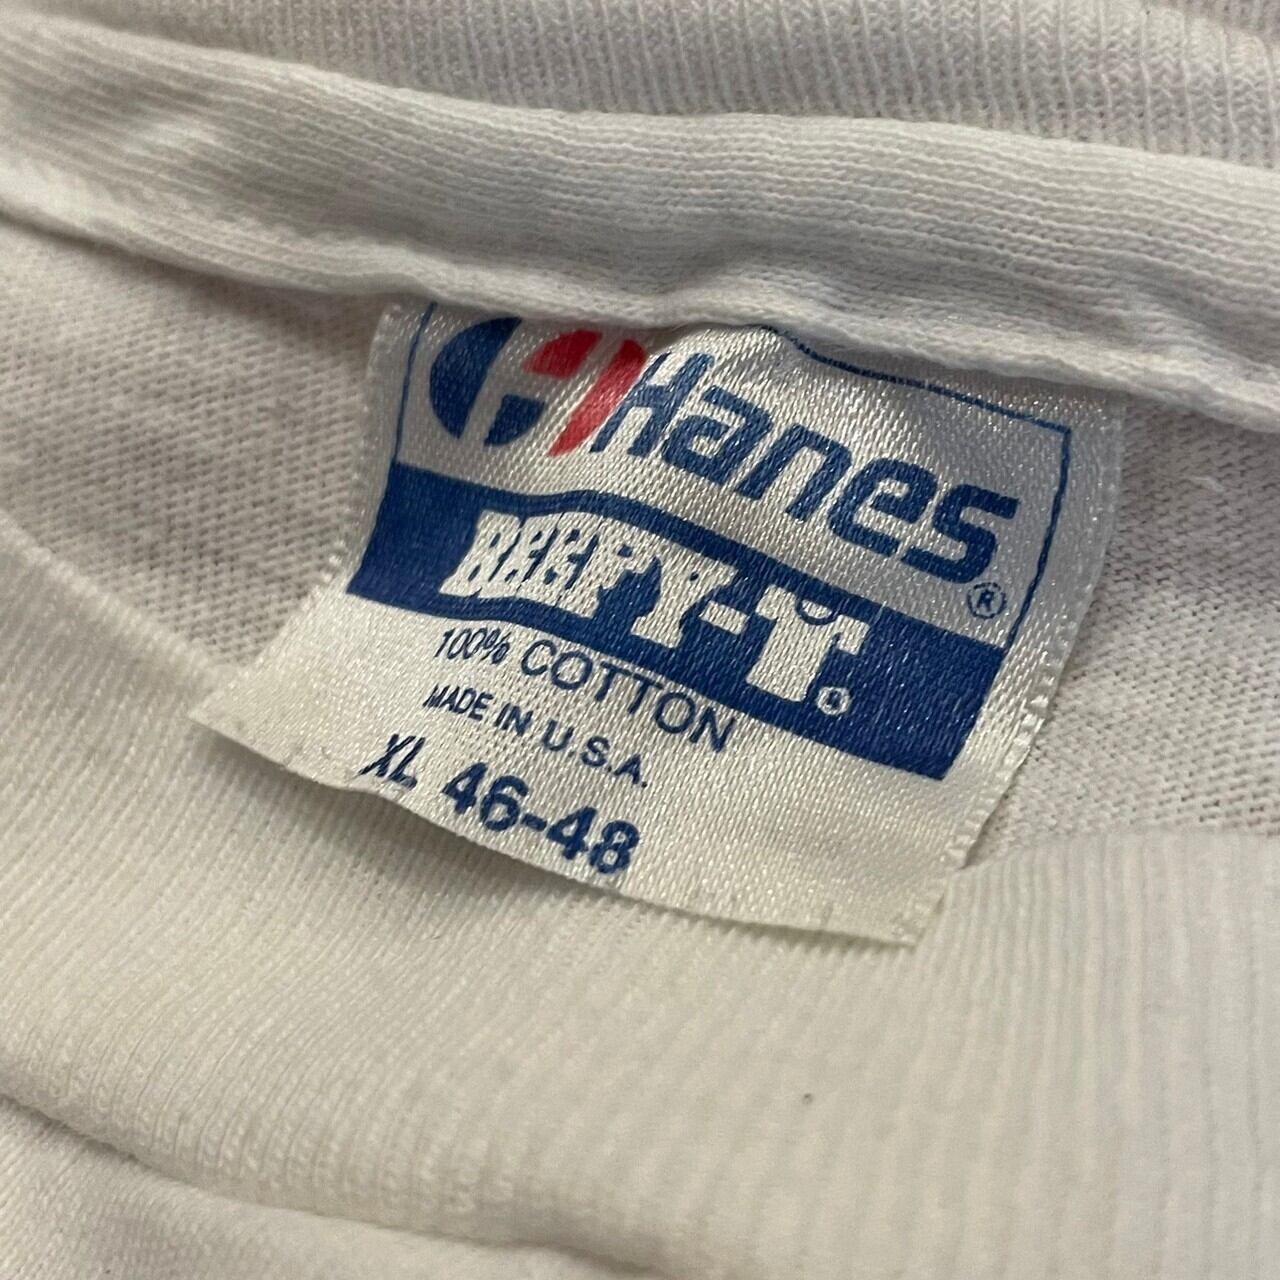 Hanes®
BEEFY-T®
100% COTTON
MADE IN U.S.A.
XL 46-48